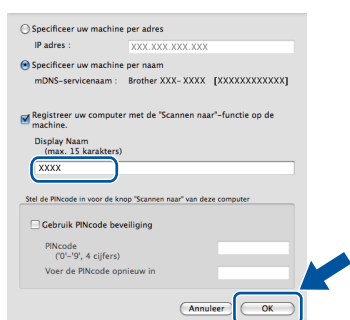 Specificeer uw machine per adres
IP adres :
XXX.XXX.XXX.XXX
Specificeer uw machine per naam
mDNS-servicenaam : Brother XXX-XXXX [XXXXXXXXXXXX]
Registreer uw computer met de "Scannen naar"-functie op de
machine.
Display Naam
(max. 15 karakters)
XXXX
Stel de PINcode in voor de knop "Scannen naar" van deze computer
Gebruik PINcode beveiliging
PINcode
('0'-'9', 4 cijfers)
Voer de PINcode opnieuw in
Annuleer
OK